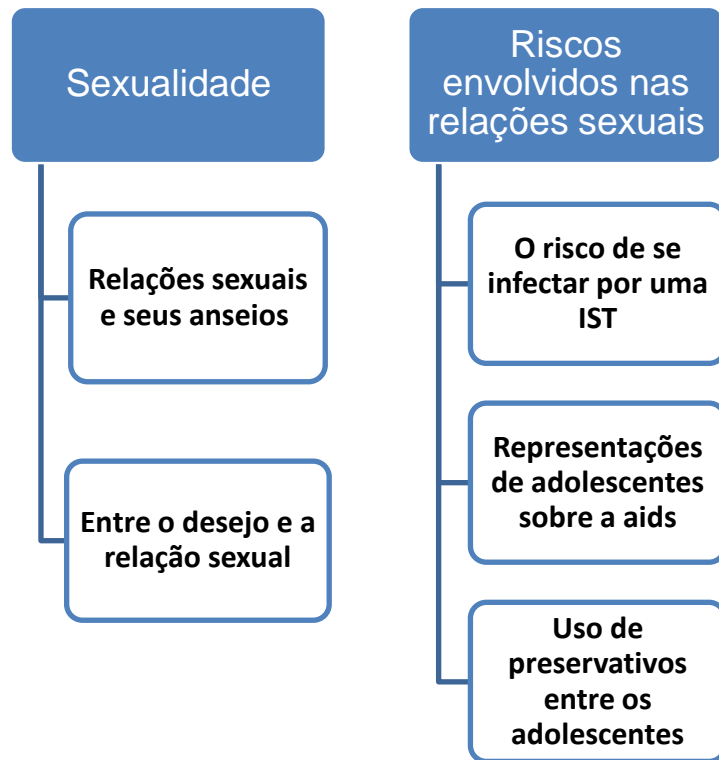 Sexualidade
Relações sexuais
e seus anseios
Entre o desejo e a
relação sexual
Riscos
envolvidos nas
relações sexuais
O risco de se
infectar por uma
IST
Representações
de adolescentes
sobre a aids
Uso de
preservativos
entre os
adolescentes